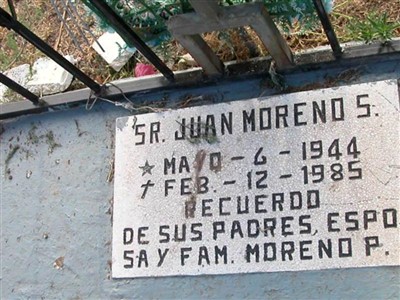 SR. JUAN MORENO S.
☆ MAYO - 6 - 1944
✝ FEB. - 12 - 1985
RECUERDO
DE SUS PADRES, ESPO
SA Y FAM. MORENO P.